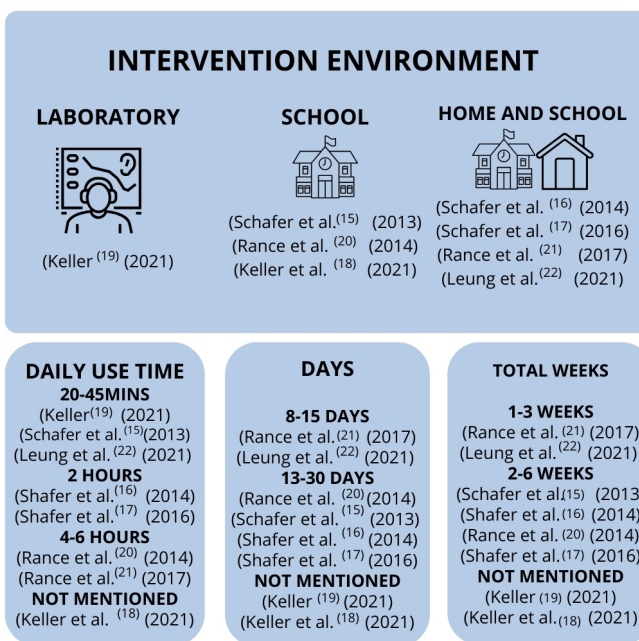 INTERVENTION ENVIRONMENT
LABORATORY
(Keller (19) (2021)
SCHOOL
(Schafer et al.(15) (2013)
(Rance et al. (20) (2014)
(Keller et al. (18) (2021)
HOME AND SCHOOL
(Schafer et al. (16) (2014)
(Schafer et al. (17) (2016)
(Rance et al. (21) (2017)
(Leung et al.(22) (2021)
DAILY USE TIME
20-45MINS
(Keller(19) (2021)
(Schafer et al.(15)(2013)
(Leung et al. (22) (2021)
2 HOURS
(Shafer et al.(16) (2014)
(Shafer et al.(17) (2016)
4-6 HOURS
(Rance et al.(20) (2014)
(Rance et al.(21) (2017)
NOT MENTIONED
(Keller et al. (18) (2021)
DAYS
8-15 DAYS
(Rance et al.(21) (2017)
(Leung et al.(22) (2021)
13-30 DAYS
(Rance et al. (20)(2014)
(Schafer et al. (15) (2013)
(Shafer et al. (16) (2014)
(Shafer et al. (17) (2016)
NOT MENTIONED
(Keller (19) (2021)
(Keller et al.(18) (2021)
TOTAL WEEKS
1-3 WEEKS
(Rance et al. (21) (2017)
(Leung et al. (22) (2021)
2-6 WEEKS
(Schafer et al.(15) (2013
(Shafer et al.(16) (2014)
(Rance et al. (20) (2014)
(Shafer et al.(17) (2016)
NOT MENTIONED
(Keller (19) (2021)
(Keller et al.(18) (2021)